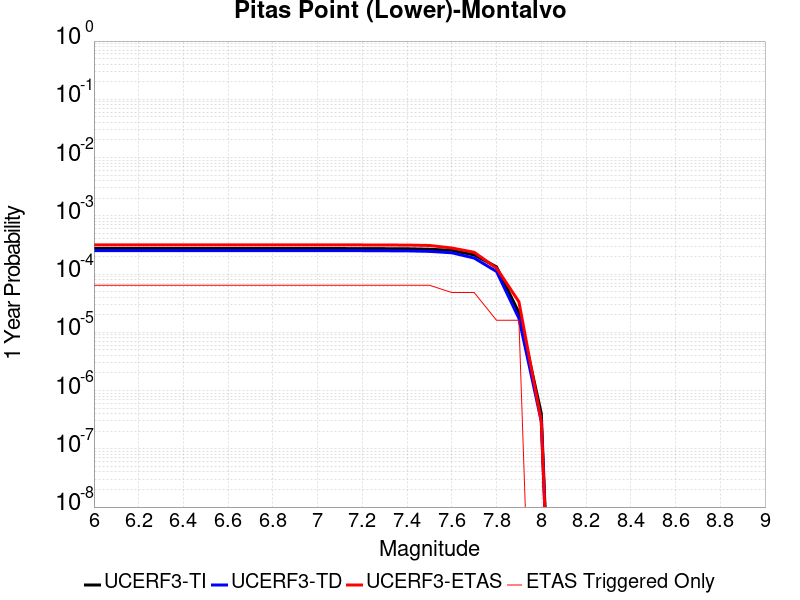 Pitas Point (Lower)-Montalvo
10 0
10 -1
10 -2
10 -3
10 -4
10 -5
10 -6
10 -7
10 -8
1 Year Probability
6 6.2 6.4 6.6 6.8 7 7.2 7.4 7.6 7.8 8 8.2 8.4 8.6 8.8 9
Magnitude
UCERF3-TI UCERF3-TD UCERF3-ETAS ETAS Triggered Only